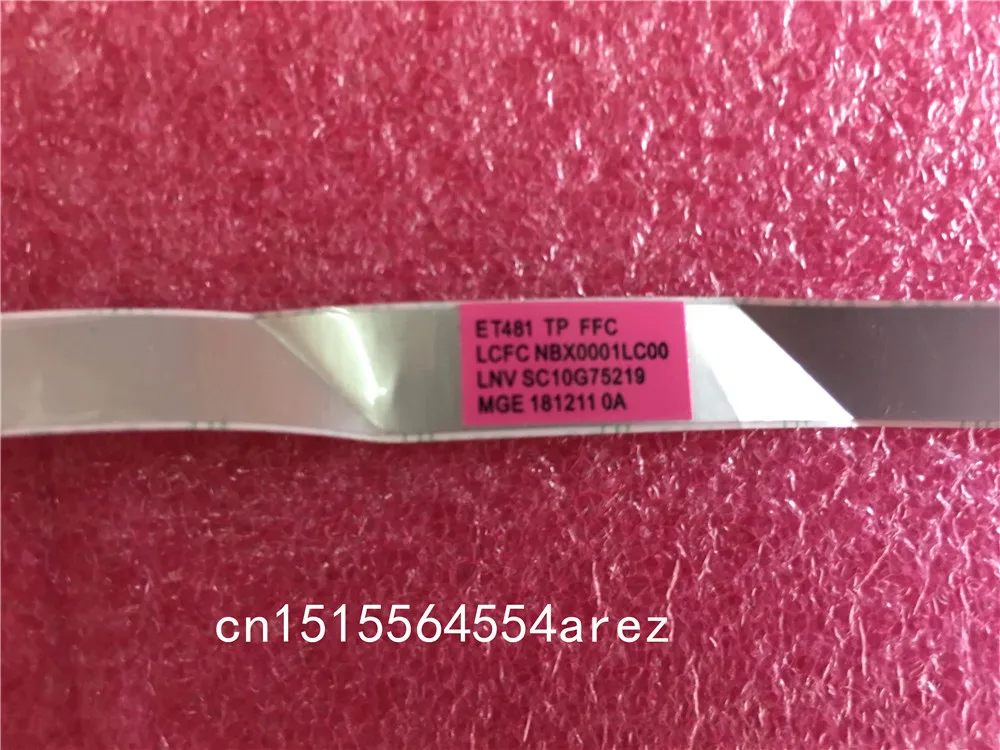 ET481 TP FFC
LCFC NBX0001LC00
LNV SC10G75219
MGE 181211 0A
cn1515564554arez